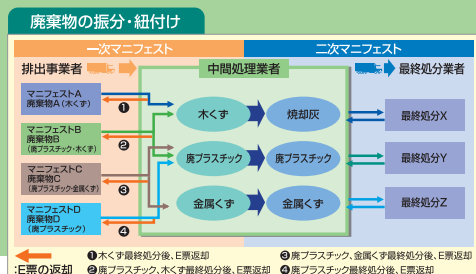 廃棄物の振分・紐付け
一次マニフェスト
二次マニフェスト
排出事業者
中間処理業者
最終処分業者
マニフェストA
廃棄物A(木くず)
❶
マニフェストB
廃棄物B
(廃プラスチック・木くず)
❷
マニフェストC
廃棄物C
(廃プラスチック・金属くず)
❸
マニフェストD
廃棄物D
(廃プラスチック)
❹
木くず
焼却灰
最終処分X
廃プラスチック
廃プラスチック
最終処分Y
金属くず
金属くず
最終処分Z
:E票の返却
❶木くず最終処分後、E票返却
❸廃プラスチック、金属くず最終処分後、E票返却
❷廃プラスチック、木くず最終処分後、E票返却
❹廃プラスチック最終処分後、E票返却